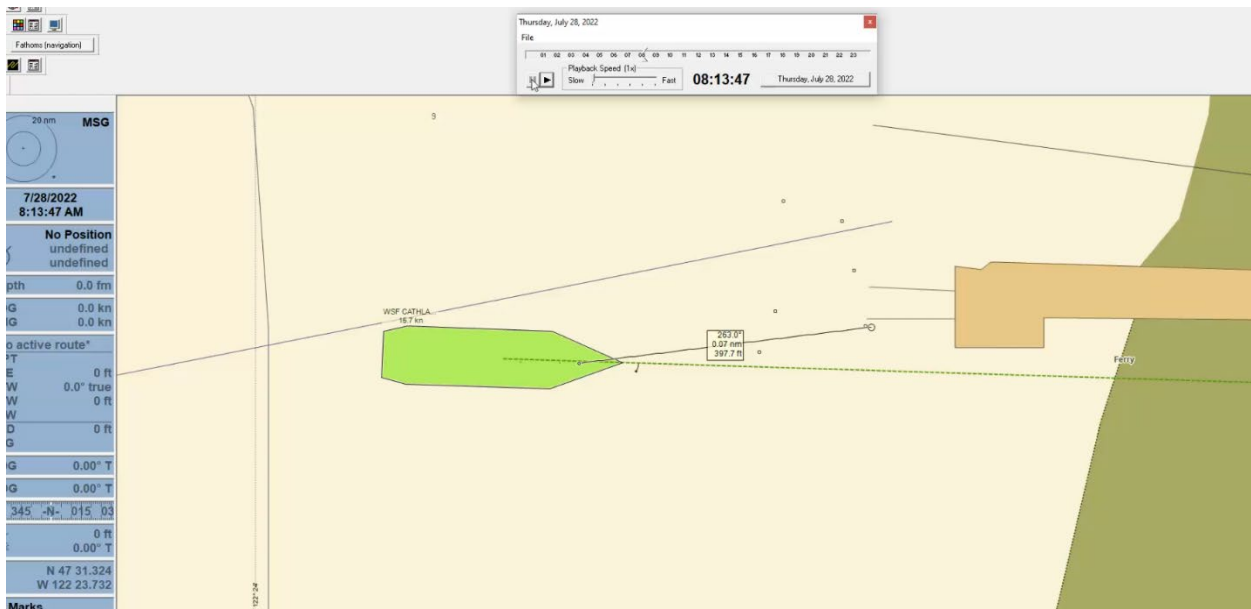 Thursday, July 28, 2022
File
01 02 03 04 05 06 07 08 09 10 11 12 13 14 15 16 17 18 19 20 21 22 23
Playback Speed (1x)
Slow
Fast
08:13:47
Thursday, July 28, 2022
Fathoms (navigation)
20 nm
MSG
7/28/2022
8:13:47 AM
No Position
undefined
undefined
pth 0.0 fm
G 0.0 kn
G 0.0 kn
o active route*
PT
E 0 ft
W 0.0° true
W 0 ft
W
D 0 ft
G
G 0.00° T
G 0.00° T
345 -N- 015 03
0 ft
0.00° T
N 47 31.324
W 122 23.732
Marks
9
WSF CATHLA...
263.0°
0.07 nm
397.7 ft
Ferry
122° 24'